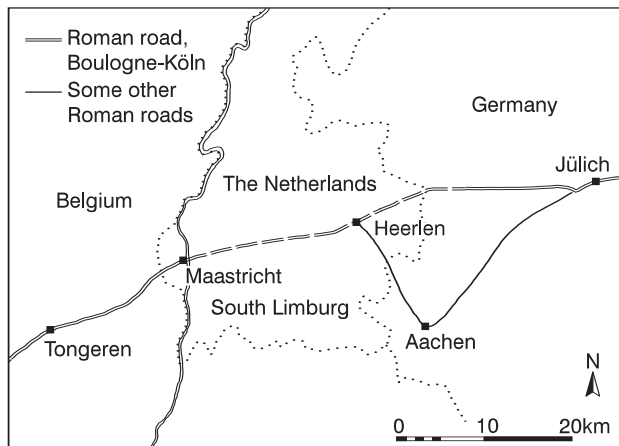 Roman road,
Boulogne-Köln
Some other
Roman roads
Germany
Jülich
The Netherlands
Belgium
Heerlen
Maastricht
South Limburg
Tongeren
Aachen
N
0 10 20km